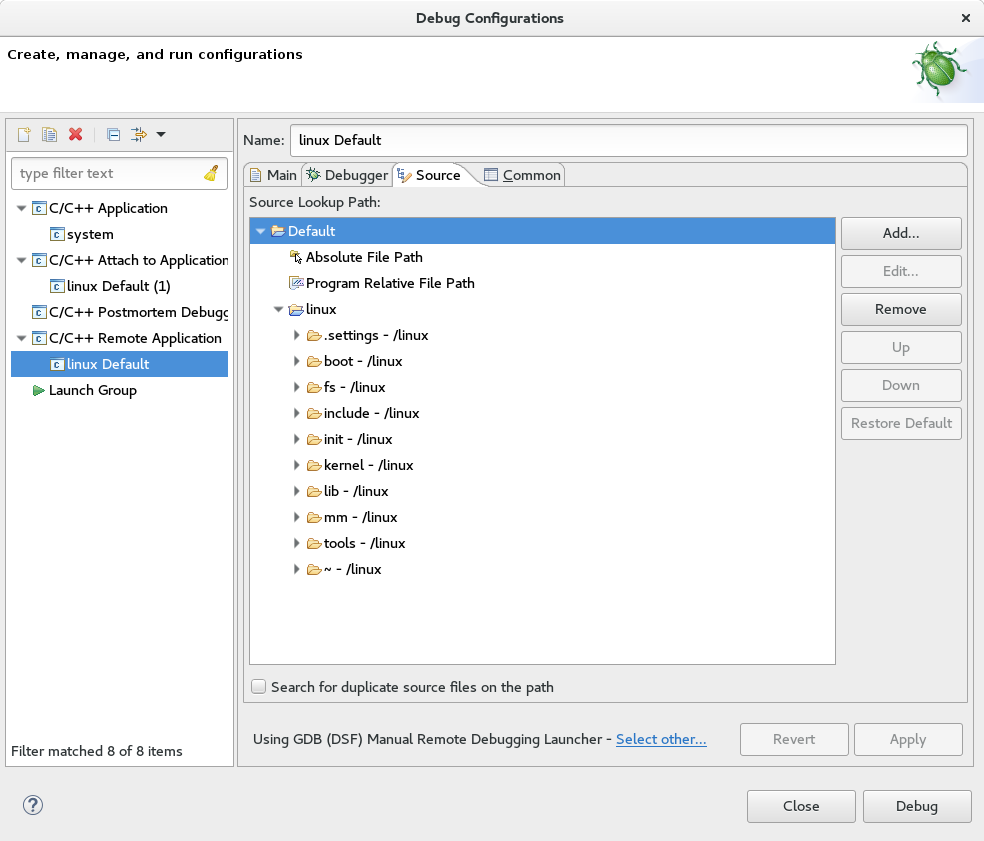 Debug Configurations
Create, manage, and run configurations
type filter text
C/C++ Application
system
C/C++ Attach to Application
linux Default (1)
C/C++ Postmortem Debugg
C/C++ Remote Application
linux Default
Launch Group
Filter matched 8 of 8 items
Name: linux Default
Main Debugger Source Common
Source Lookup Path:
Default
Absolute File Path
Program Relative File Path
linux
.settings - /linux
boot - /linux
fs - /linux
include - /linux
init - /linux
kernel - /linux
lib - /linux
mm - /linux
tools - /linux
~ - /linux
Add...
Edit...
Remove
Up
Down
Restore Default
Search for duplicate source files on the path
Using GDB (DSF) Manual Remote Debugging Launcher - Select other...
Revert Apply
Close Debug